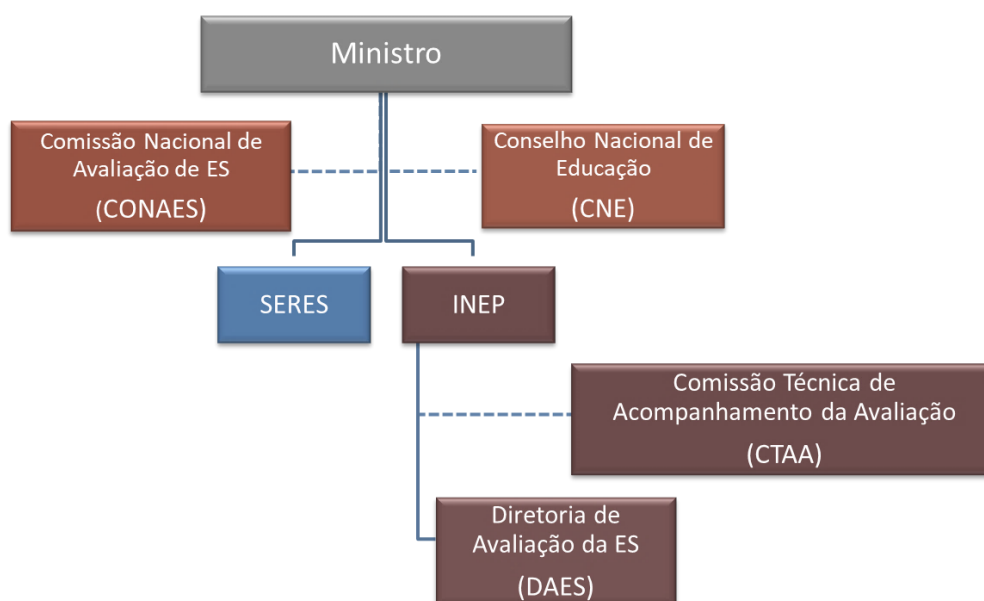 Ministro
Comissão Nacional de
Avaliação de ES
(CONAES)
Conselho Nacional de
Educação
(CNE)
SERES
INEP
Comissão Técnica de
Acompanhamento da Avaliação
(CTAA)
Diretoria de
Avaliação da ES
(DAES)